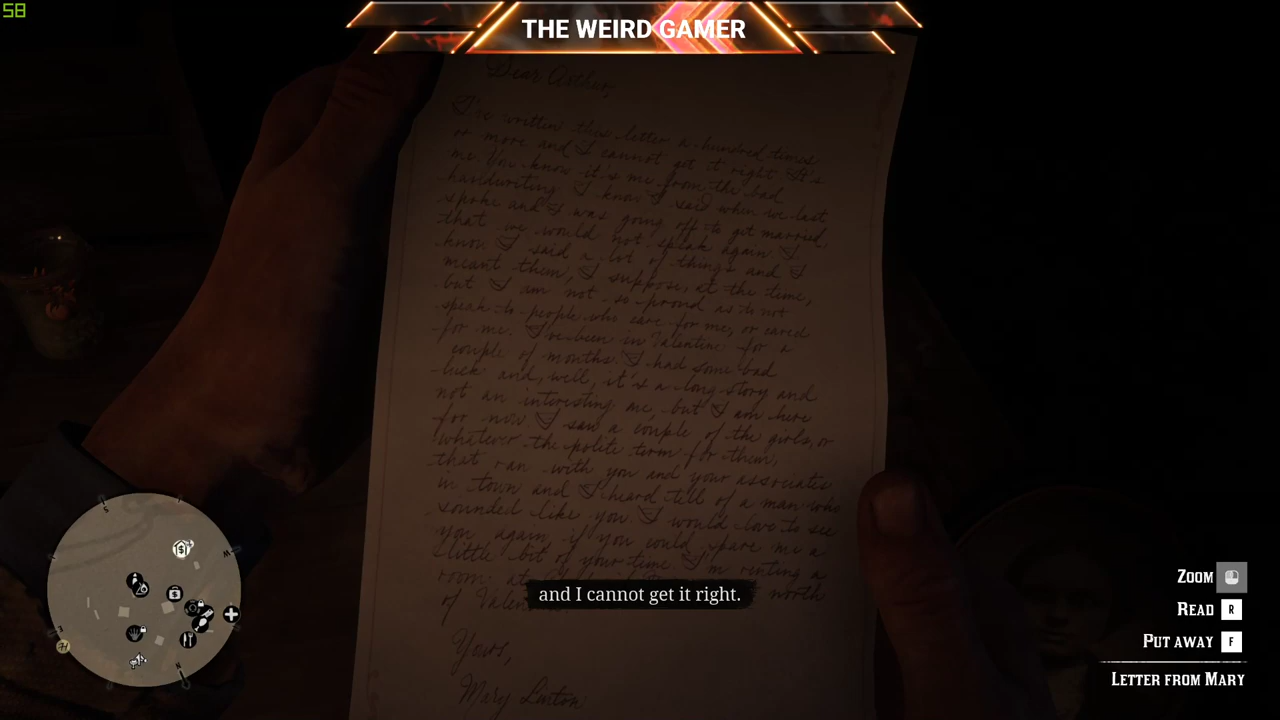 58
THE WEIRD GAMER
Dear Arthur,
I've written this letter a hundred times
or more and I cannot get it right. It's
me. You know it's me from the bad
handwriting. I know I said when we last
spoke and I was going off to get married
that we would not speak again. I
know I said a lot of things and I
meant them, I suppose, at the time,
but I am not so proud as to not
speak to people who care for me, or cared
for me. I've been in Valentine for a
couple of months. I had some bad
luck and, well, it's a long story and
not an interesting one, but I am here
for now. I saw a couple of the girls, or
whatever the polite term for them,
that ran with you and your associates
in town and I heard tell of a man who
sounded like you. I would love to see
you again, if you could spare me a
little bit of your time. I'm renting a
room at north
of Valen
and I cannot get it right.
Yours,
Mary Linton
ZOOM
READ R
PUT AWAY F
LETTER FROM MARY